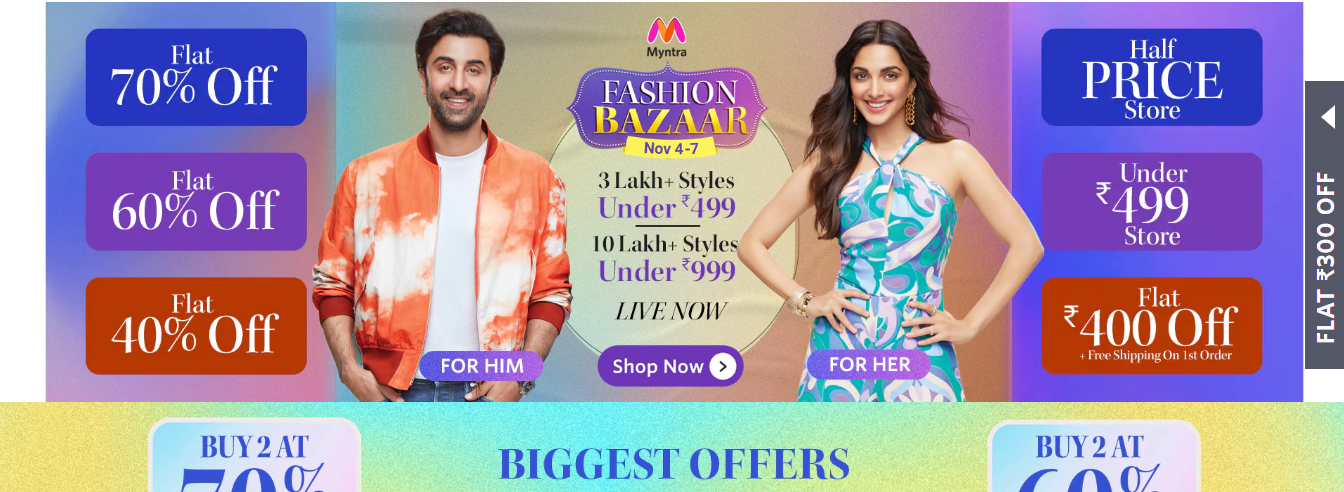 Flat
70% Off
Flat
60% Off
Flat
40% Off
Myntra
FASHION
BAZAAR
Nov 4-7
3 Lakh+ Styles
Under ₹499
10 Lakh+ Styles
Under ₹999
LIVE NOW
Shop Now
FOR HIM
FOR HER
Half
PRICE
Store
Under
₹499
Store
Flat
₹400 Off
+ Free Shipping On 1st Order
FLAT ₹300 OFF
BUY 2 AT
70%
BIGGEST OFFERS
BUY 2 AT
60%